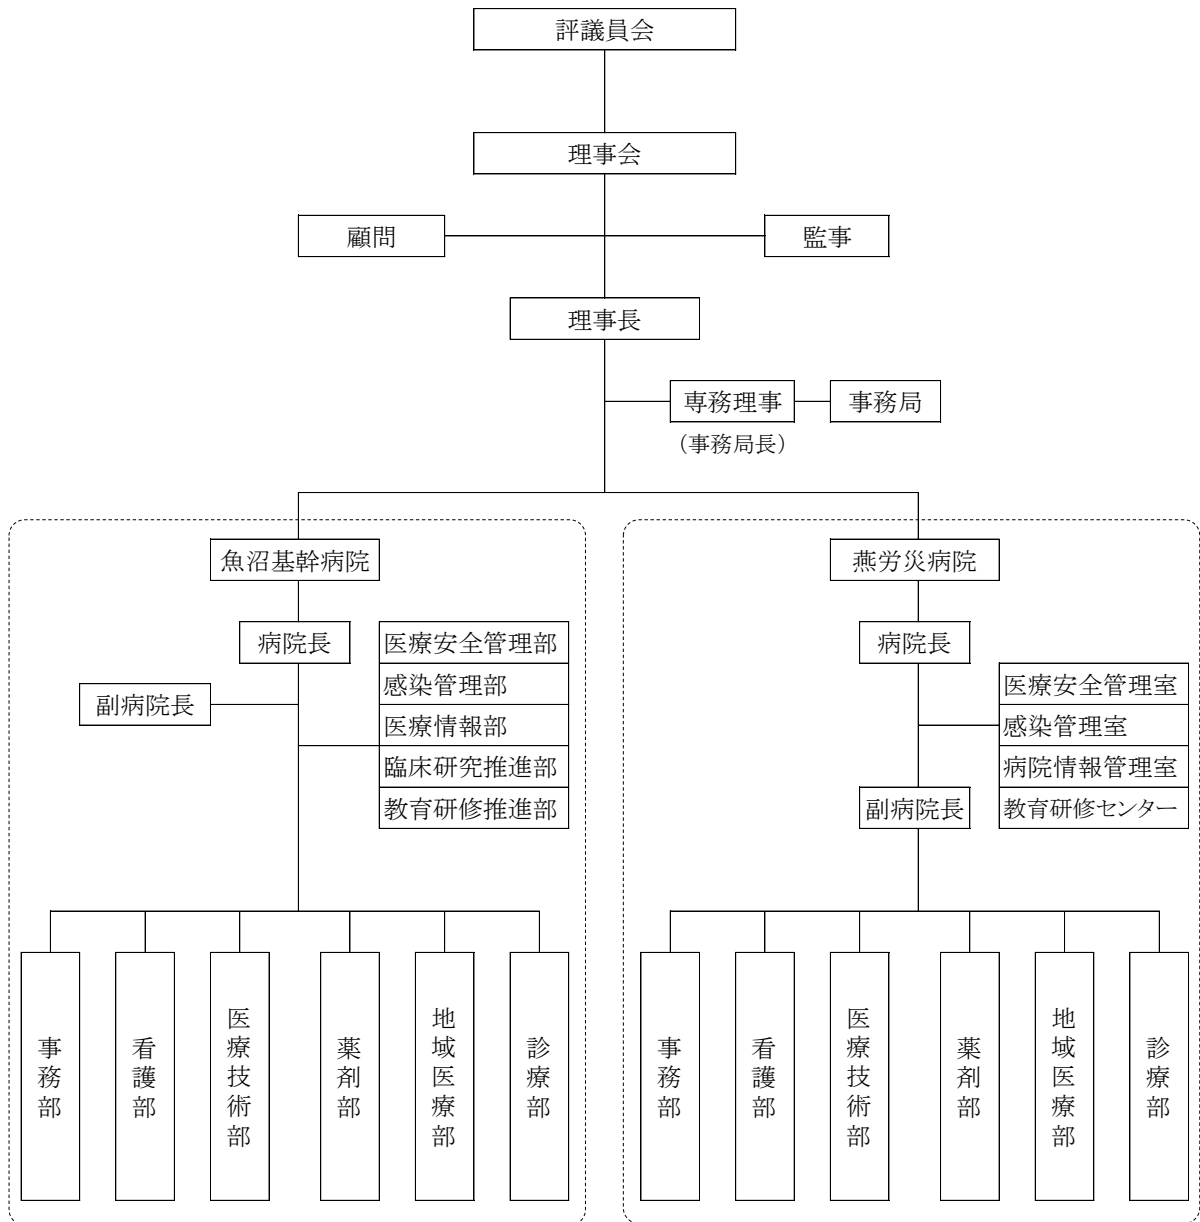 評議員会
理事会
顧問
監事
理事長
専務理事
事務局
（事務局長）
魚沼基幹病院
病院長
副病院長
医療安全管理部
感染管理部
医療情報部
臨床研究推進部
教育研修推進部
事務部
看護部
医療技術部
薬剤部
地域医療部
診療部
燕労災病院
病院長
医療安全管理室
感染管理室
病院情報管理室
教育研修センター
副病院長
事務部
看護部
医療技術部
薬剤部
地域医療部
診療部